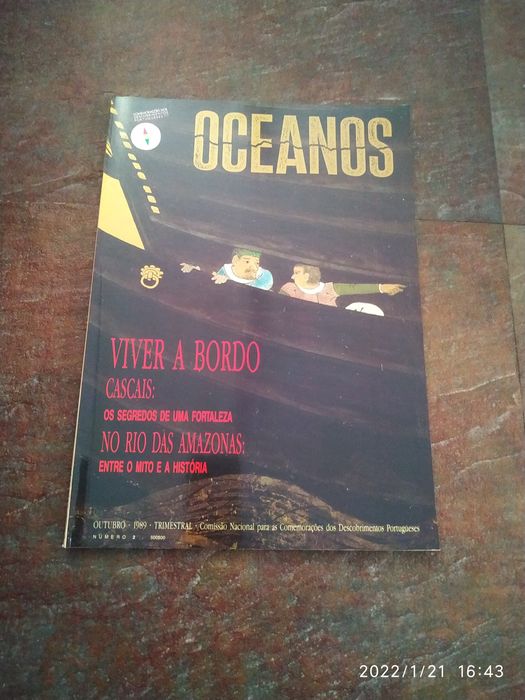 OCEANOS
VIVER A BORDO
CASCAIS:
OS SEGREDOS DE UMA FORTALEZA
NO RIO DAS AMAZONAS:
ENTRE O MITO E A HISTÓRIA
OUTUBRO - 1989 - TRIMESTRAL - Comissão Nacional para as Comemorações dos Descobrimentos Portugueses
NÚMERO 2
2022/1/21 16:43